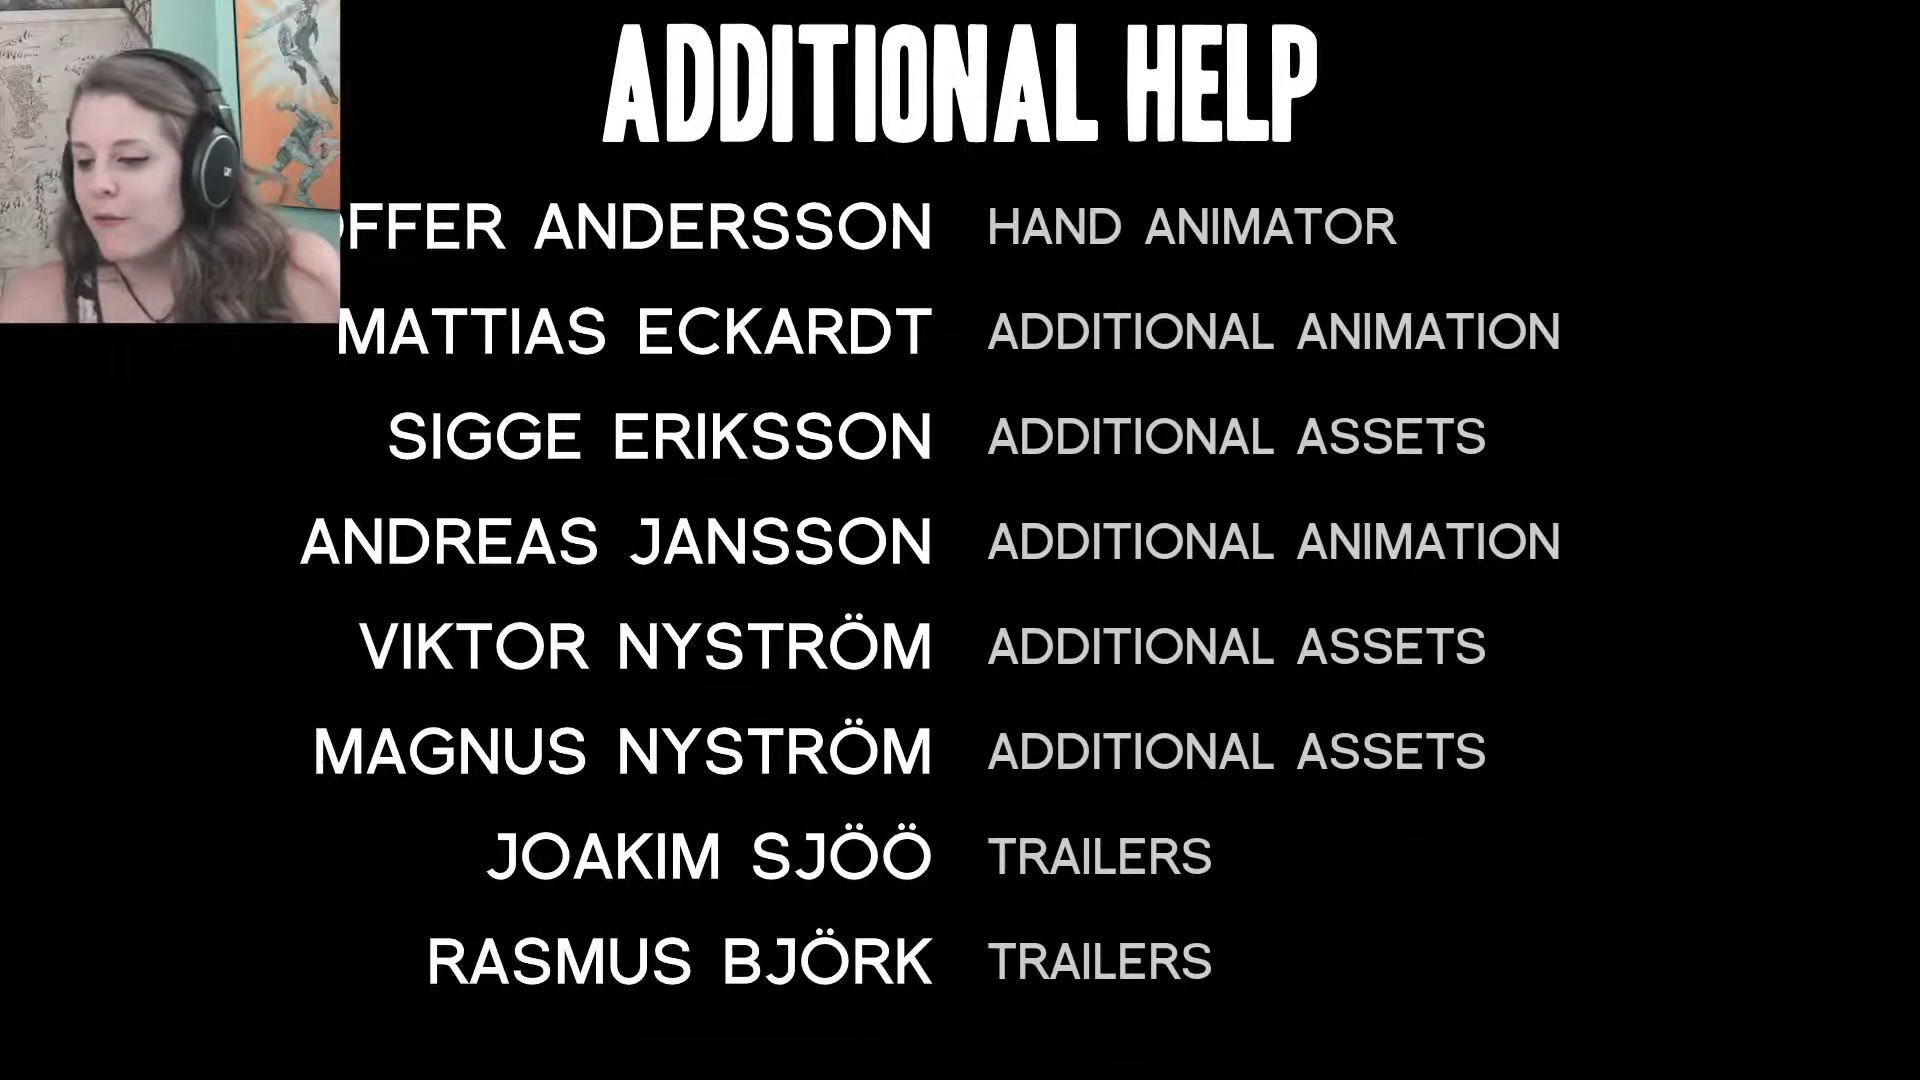 ADDITIONAL HELP
ANDERSSON HAND ANIMATOR
MATTIAS ECKARDT ADDITIONAL ANIMATION
SIGGE ERIKSSON ADDITIONAL ASSETS
ANDREAS JANSSON ADDITIONAL ANIMATION
VIKTOR NYSTRÖM ADDITIONAL ASSETS
MAGNUS NYSTRÖM ADDITIONAL ASSETS
JOAKIM SJÖÖ TRAILERS
RASMUS BJÖRK TRAILERS